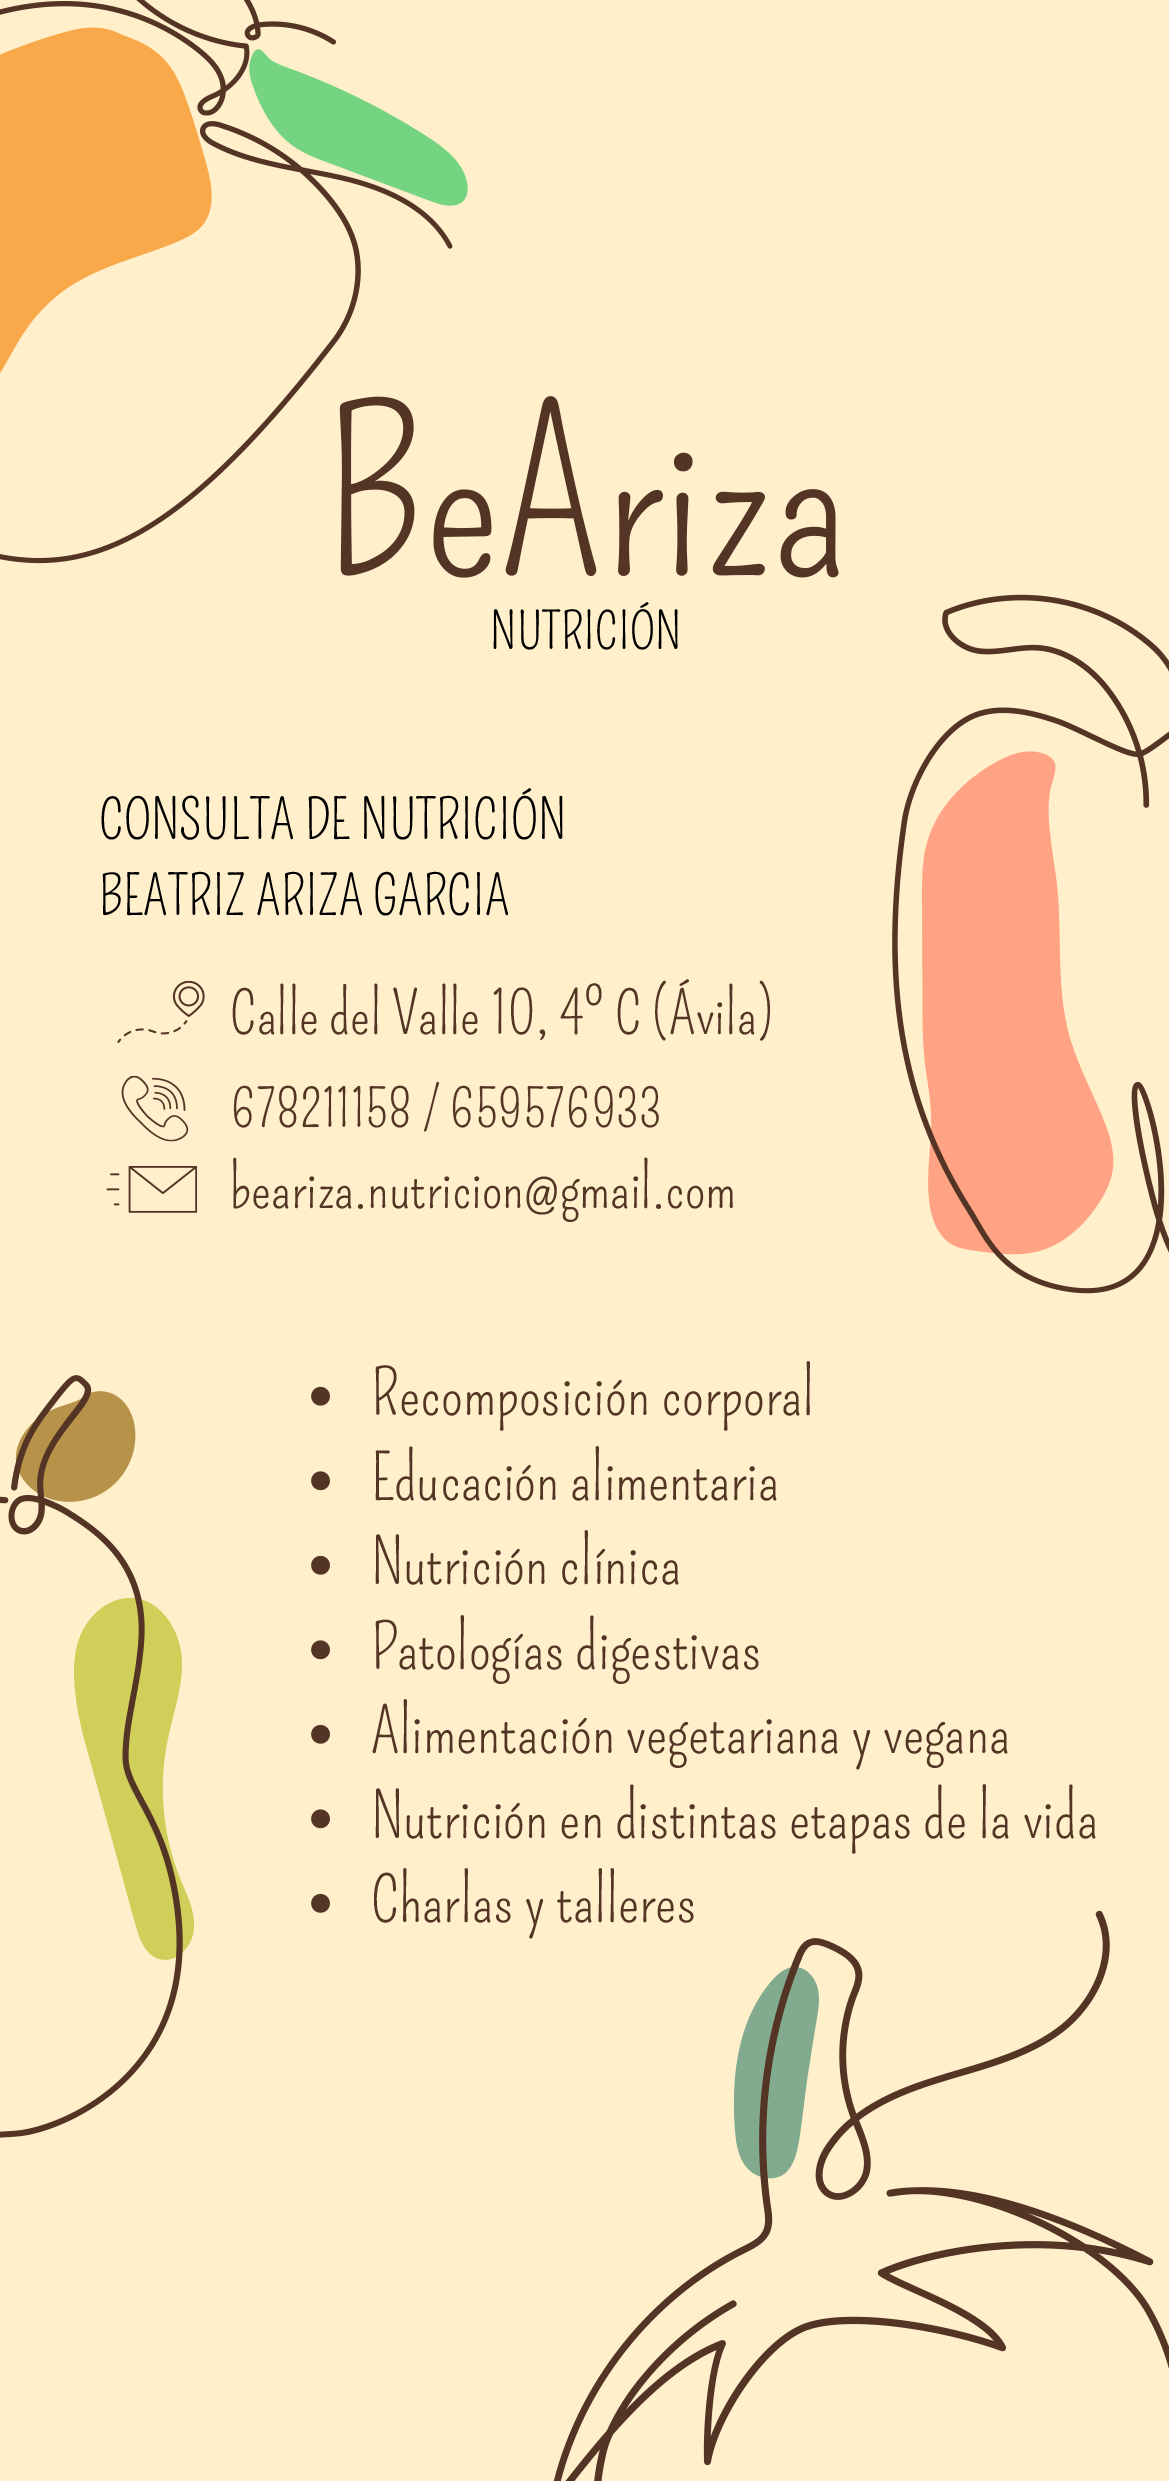 BeAriza
NUTRICIÓN
CONSULTA DE NUTRICIÓN
BEATRIZ ARIZA GARCIA
Calle del Valle 10, 4º C (Ávila)
678211158 / 659576933
beariza.nutricion@gmail.com
• Recomposición corporal
• Educación alimentaria
• Nutrición clínica
• Patologías digestivas
• Alimentación vegetariana y vegana
• Nutrición en distintas etapas de la vida
• Charlas y talleres